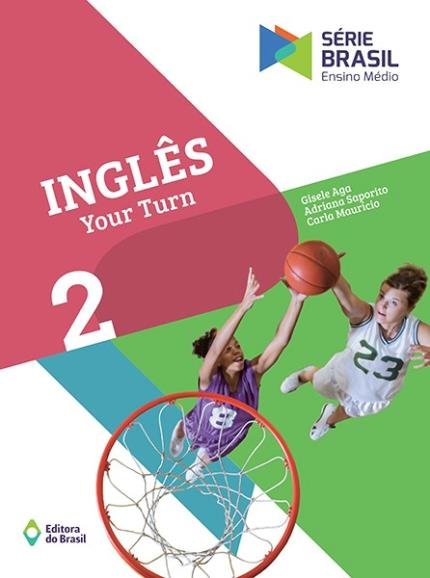 SÉRIE
BRASIL
Ensino Médio
INGLÊS
Your Turn
2
Gisele Aga
Adriana Saporito
Carla Maurício
23
8
Editora
do Brasil